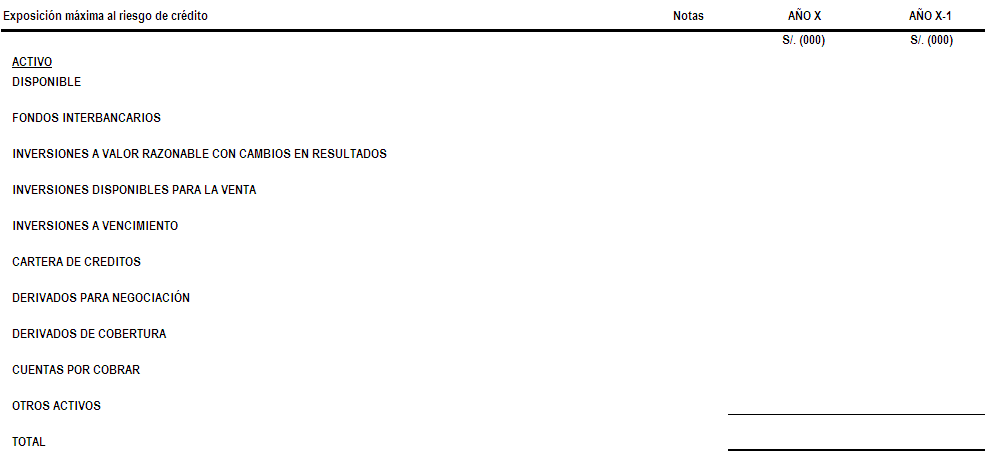 Exposición máxima al riesgo de crédito Notas AÑO X AÑO X-1
S/. (000) S/. (000)
ACTIVO
DISPONIBLE
FONDOS INTERBANCARIOS
INVERSIONES A VALOR RAZONABLE CON CAMBIOS EN RESULTADOS
INVERSIONES DISPONIBLES PARA LA VENTA
INVERSIONES A VENCIMIENTO
CARTERA DE CREDITOS
DERIVADOS PARA NEGOCIACIÓN
DERIVADOS DE COBERTURA
CUENTAS POR COBRAR
OTROS ACTIVOS
TOTAL